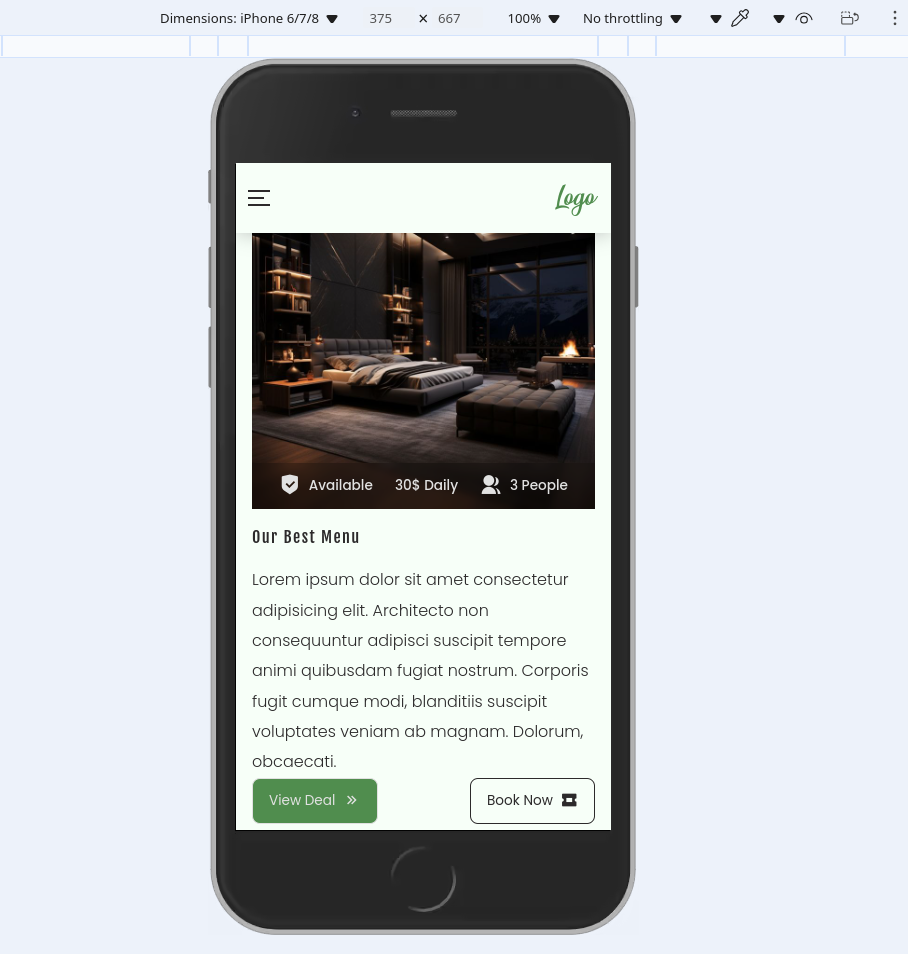 Dimensions: iPhone 6/7/8 375 × 667 100% No throttling
Logo
Available 30$ Daily 3 People
Our Best Menu
Lorem ipsum dolor sit amet consectetur
adipisicing elit. Architecto non
consequuntur adipisci suscipit tempore
animi quibusdam fugiat nostrum. Corporis
fugit cumque modi, blanditiis suscipit
voluptates veniam ab magnam. Dolorum,
obcaecati.
View Deal Book Now